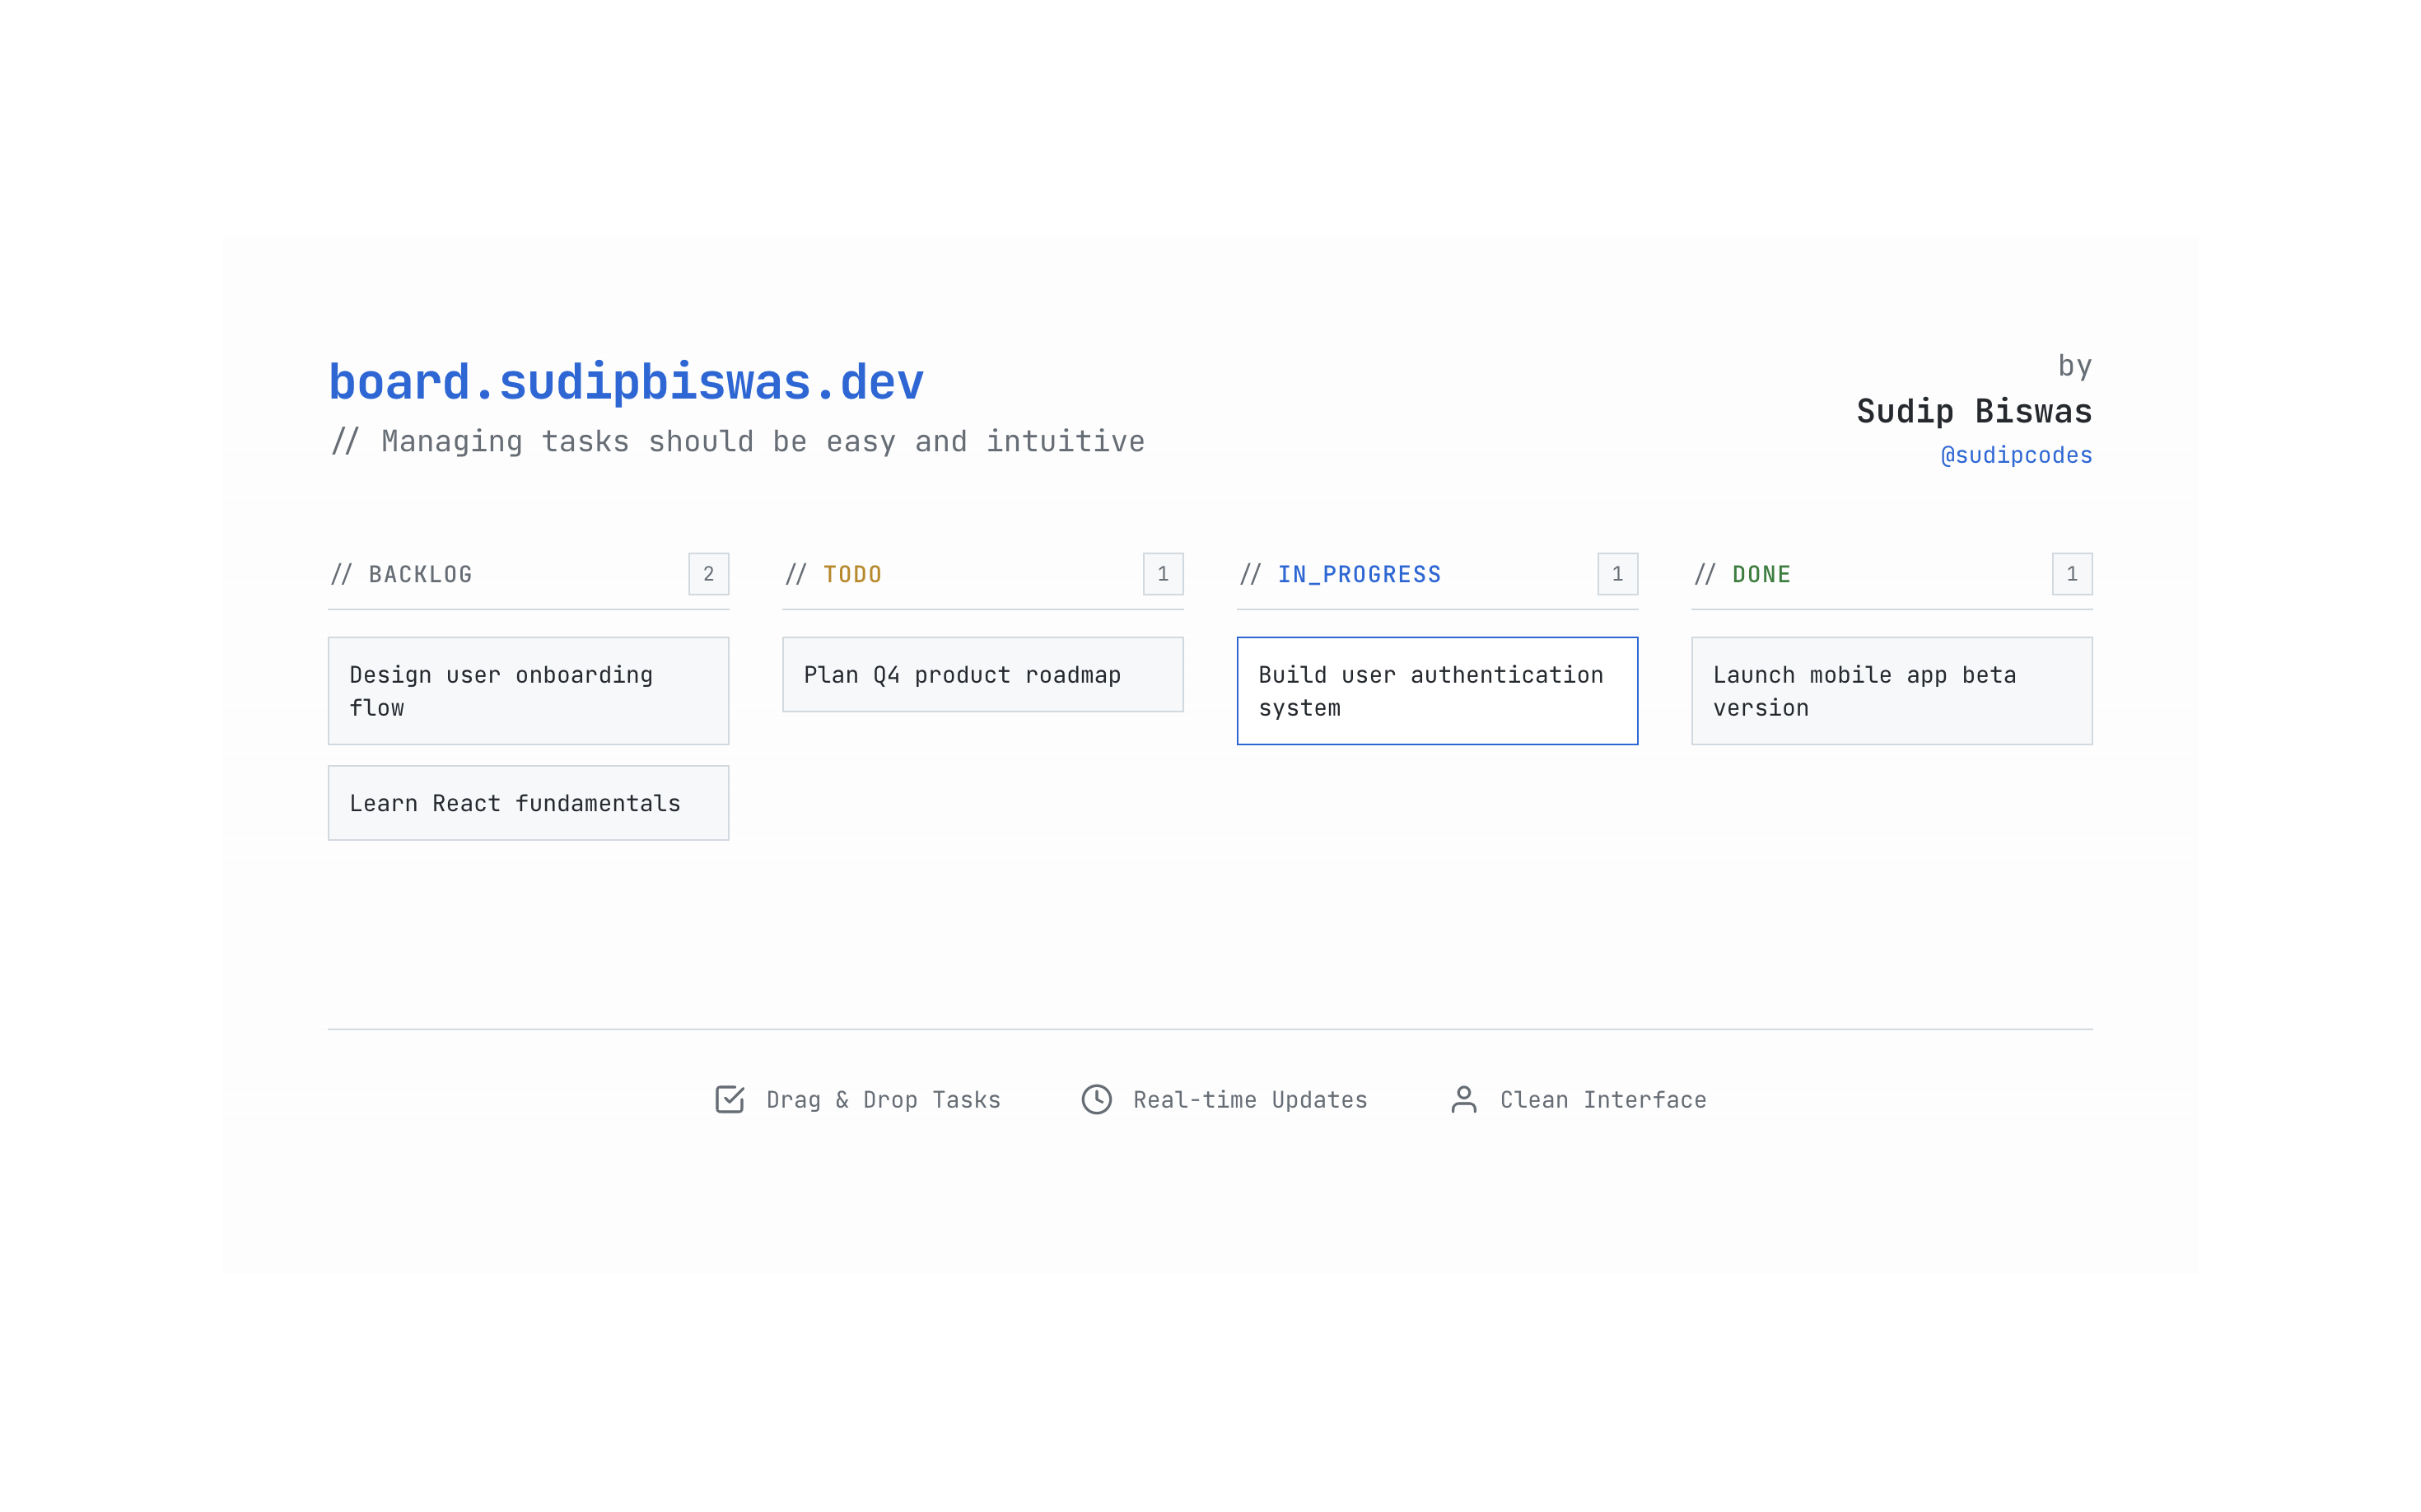 board.sudipbiswas.dev
// Managing tasks should be easy and intuitive
by
Sudip Biswas
@sudipcodes
// BACKLOG 2
Design user onboarding
flow
Learn React fundamentals
// TODO 1
Plan Q4 product roadmap
// IN_PROGRESS 1
Build user authentication
system
// DONE 1
Launch mobile app beta
version
Drag & Drop Tasks
Real-time Updates
Clean Interface